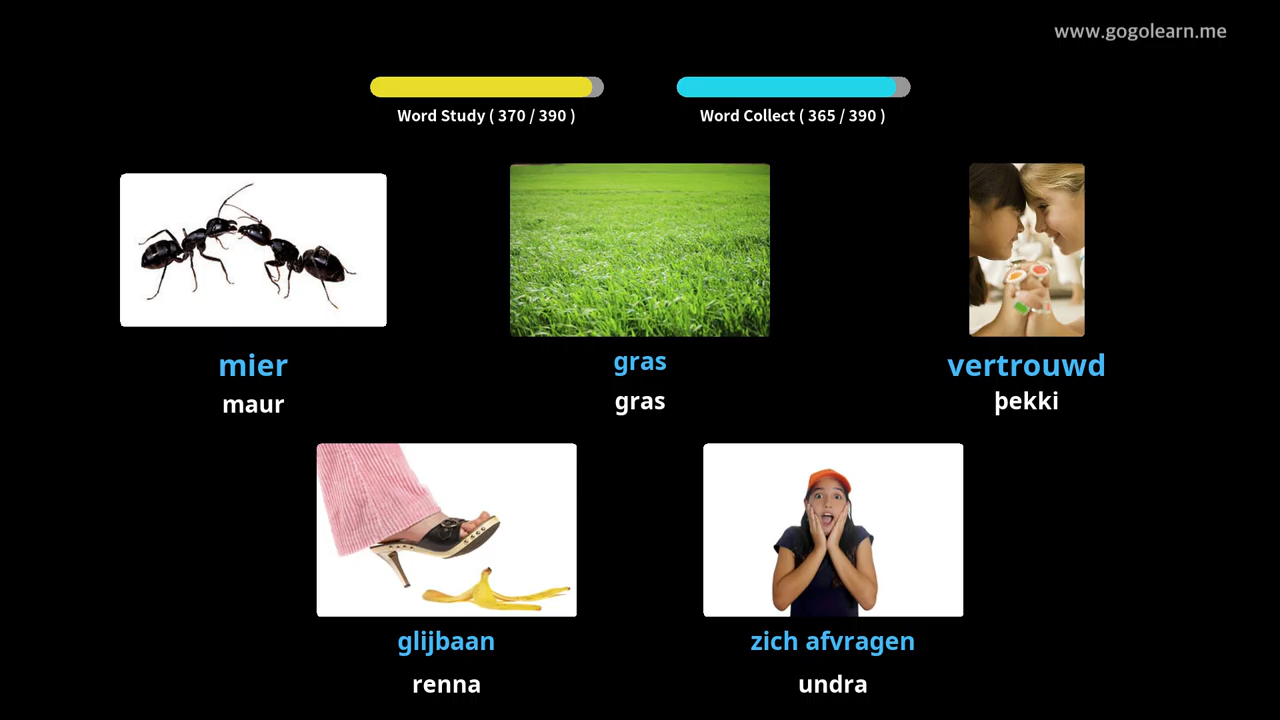 www.gogolearn.me
Word Study ( 370 / 390 )
Word Collect ( 365 / 390 )
mier
maur
gras
gras
vertrouwd
þekki
glijbaan
renna
zich afvragen
undra